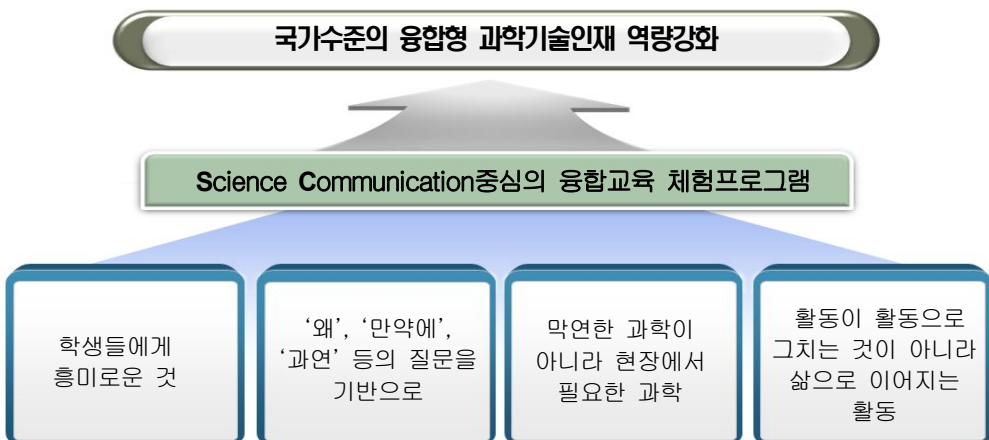 국가수준의 융합형 과학기술인재 역량강화
Science Communication중심의 융합교육 체험프로그램
학생들에게
흥미로운 것
‘왜’, ‘만약에’,
‘과연’ 등의 질문을
기반으로
막연한 과학이
아니라 현장에서
필요한 과학
활동이 활동으로
그치는 것이 아니라
삶으로 이어지는
활동